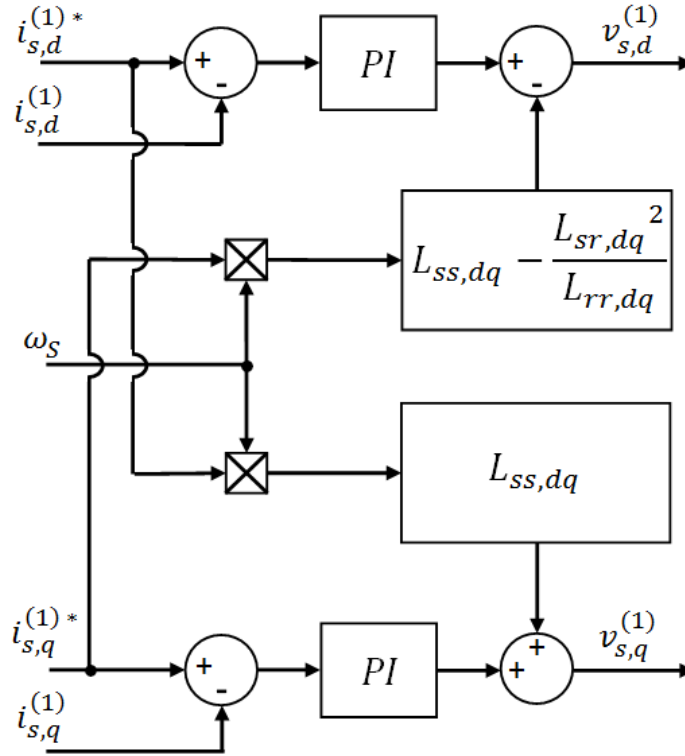 i_{s,d}^{(1)*}
+
-
PI
+
-
v_{s,d}^{(1)}
i_{s,d}^{(1)}
L_{ss,dq} - \frac{L_{sr,dq}^2}{L_{rr,dq}}
ω_S
L_{ss,dq}
i_{s,q}^{(1)*}
+
-
PI
+
+
v_{s,q}^{(1)}
i_{s,q}^{(1)}